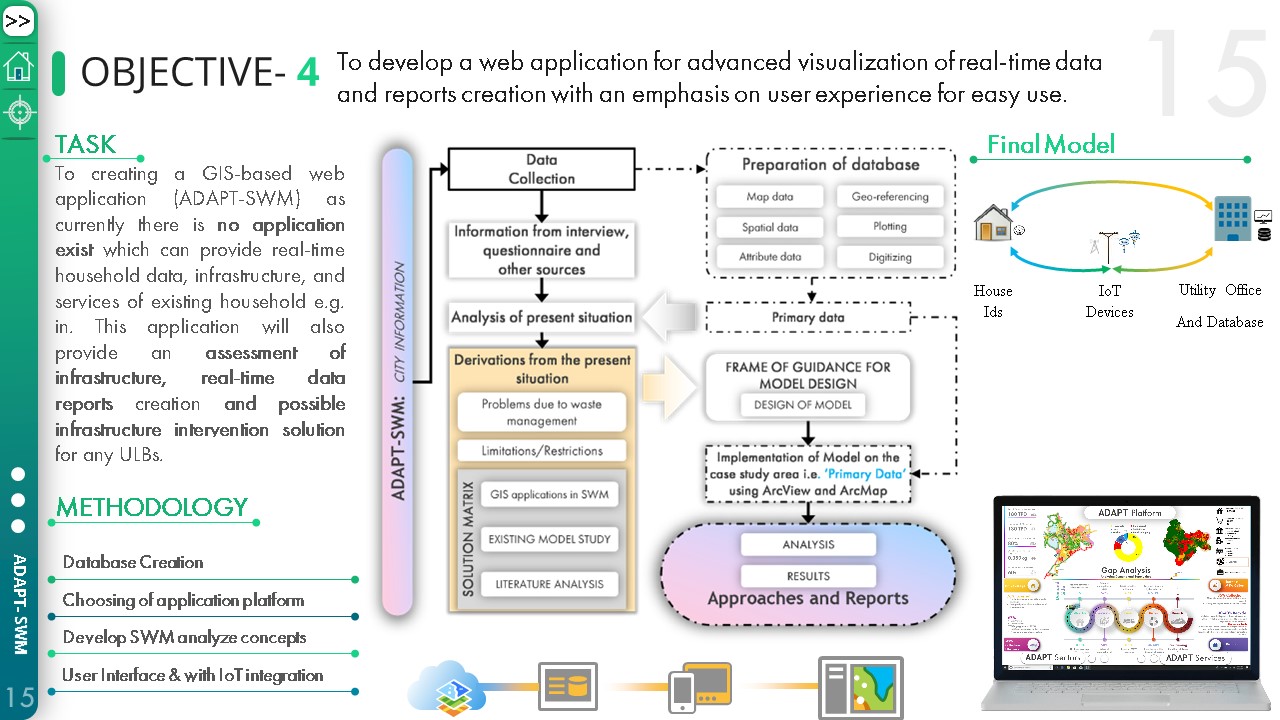 >>
OBJECTIVE- 4
To develop a web application for advanced visualization of real-time data
and reports creation with an emphasis on user experience for easy use.
15
TASK
To creating a GIS-based web
application (ADAPT-SWM) as
currently there is no application
exist which can provide real-time
household data, infrastructure, and
services of existing household e.g.
in. This application will also
provide an assessment of
infrastructure, real-time data
reports creation and possible
infrastructure intervention solution
for any ULBs.
METHODOLOGY
Database Creation
Choosing of application platform
Develop SWM analyze concepts
User Interface & with IoT integration
ADAPT- SWM
15
ADAPT-SWM: CITY INFORMATION
Data
Collection
Information from interview,
questionnaire and
other sources
Analysis of present situation
Derivations from the present
situation
Problems due to waste
management
Limitations/Restrictions
SOLUTION MATRIX
GIS applications in SWM
EXISTING MODEL STUDY
LITERATURE ANALYSIS
Preparation of database
Map data
Geo-referencing
Spatial data
Plotting
Attribute data
Digitizing
Primary data
FRAME OF GUIDANCE FOR
MODEL DESIGN
DESIGN OF MODEL
Implementation of Model on the
case study area i.e. 'Primary Data'
using ArcView and ArcMap
ANALYSIS
RESULTS
Approaches and Reports
Final Model
House
Ids
IoT
Devices
Utility Office
And Database
ADAPT Platform
Gap Analysis
ADAPT Sectors
ADAPT Services